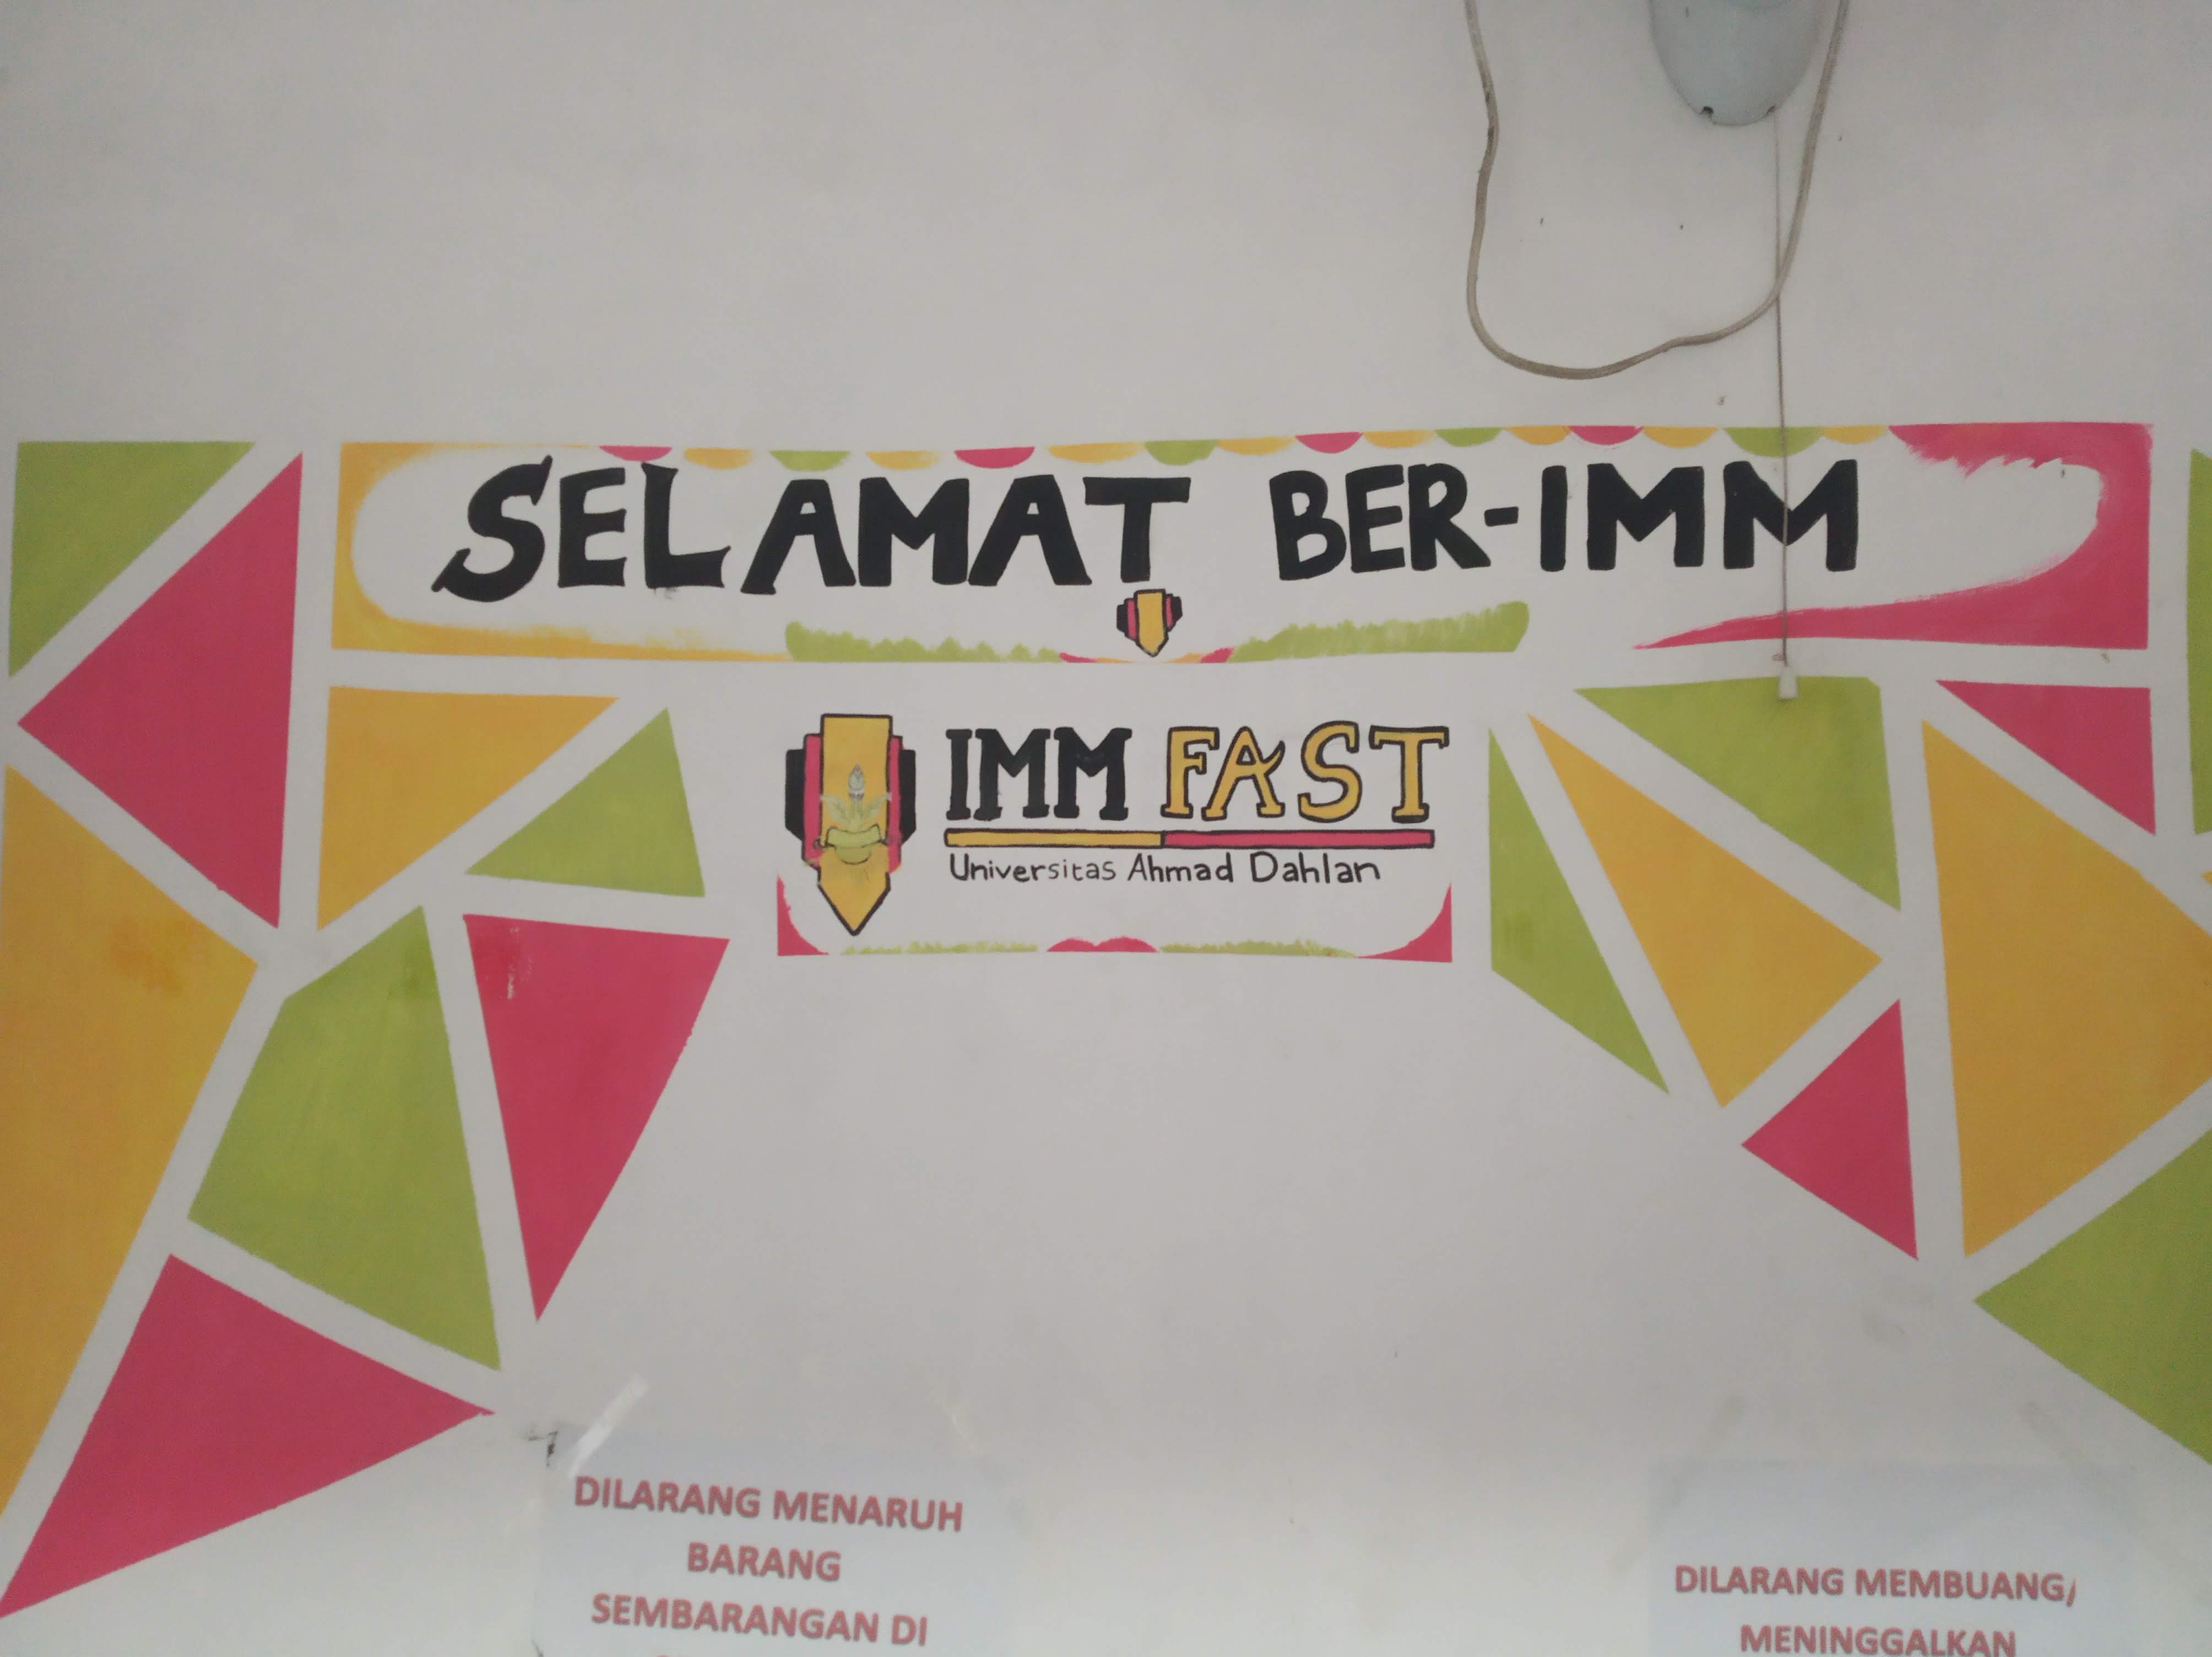 SELAMAT BER-IMM
IMM FAST
Universitas Ahmad Dahlan
DILARANG MENARUH
BARANG
SEMBARANGAN DI
DILARANG MEMBUANG/
MENINGGALKAN